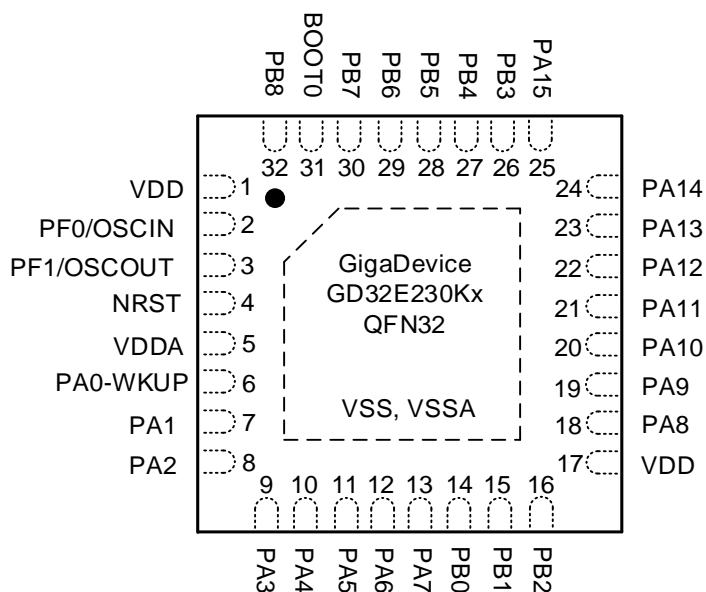 PB8
BOOT0
PB7
PB6
PB5
PB4
PB3
PA15
32 31 30 29 28 27 26 25
VDD 1
PF0/OSCIN 2
PF1/OSCOUT 3
NRST 4
VDDA 5
PA0-WKUP 6
PA1 7
PA2 8
GigaDevice
GD32E230Kx
QFN32
VSS, VSSA
24 PA14
23 PA13
22 PA12
21 PA11
20 PA10
19 PA9
18 PA8
17 VDD
9 10 11 12 13 14 15 16
PA3
PA4
PA5
PA6
PA7
PB0
PB1
PB2